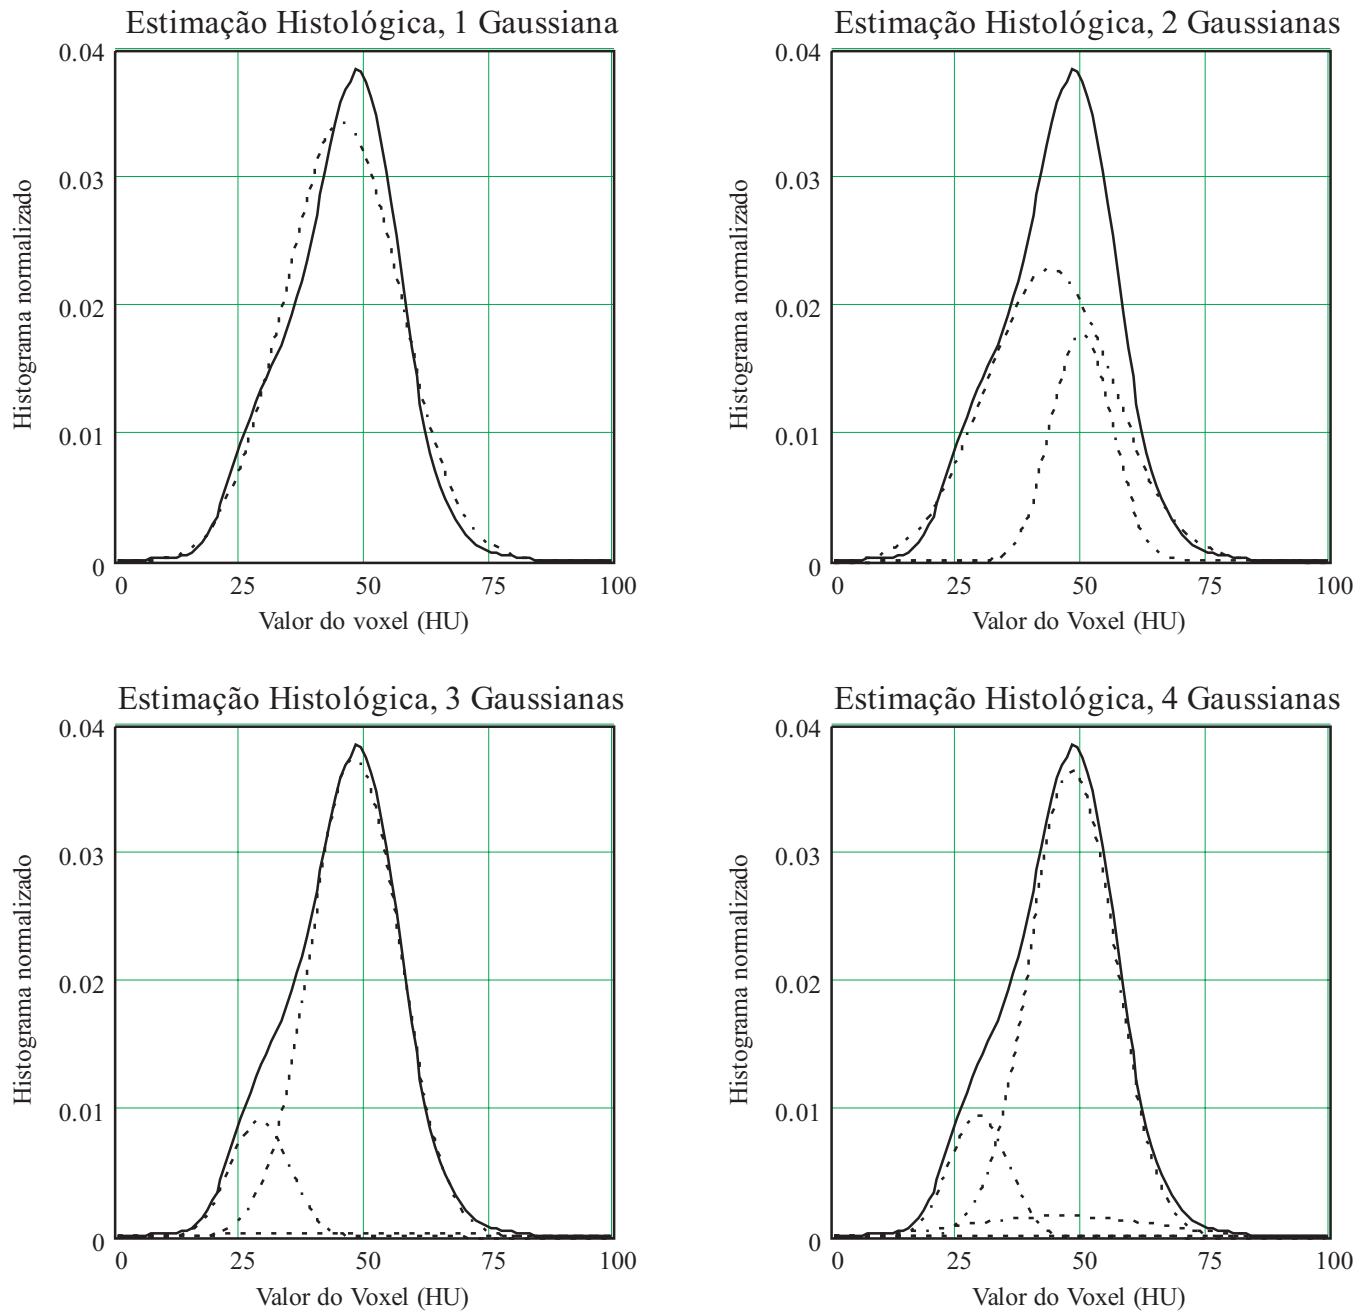 Estimação Histológica, 1 Gaussiana
0.04
0.03
0.02
0.01
0
Histograma normalizado
0 25 50 75 100
Valor do voxel (HU)
Estimação Histológica, 2 Gaussianas
0.04
0.03
0.02
0.01
0
Histograma normalizado
0 25 50 75 100
Valor do Voxel (HU)
Estimação Histológica, 3 Gaussianas
0.04
0.03
0.02
0.01
0
Histograma normalizado
0 25 50 75 100
Valor do Voxel (HU)
Estimação Histológica, 4 Gaussianas
0.04
0.03
0.02
0.01
0
Histograma normalizado
0 25 50 75 100
Valor do Voxel (HU)